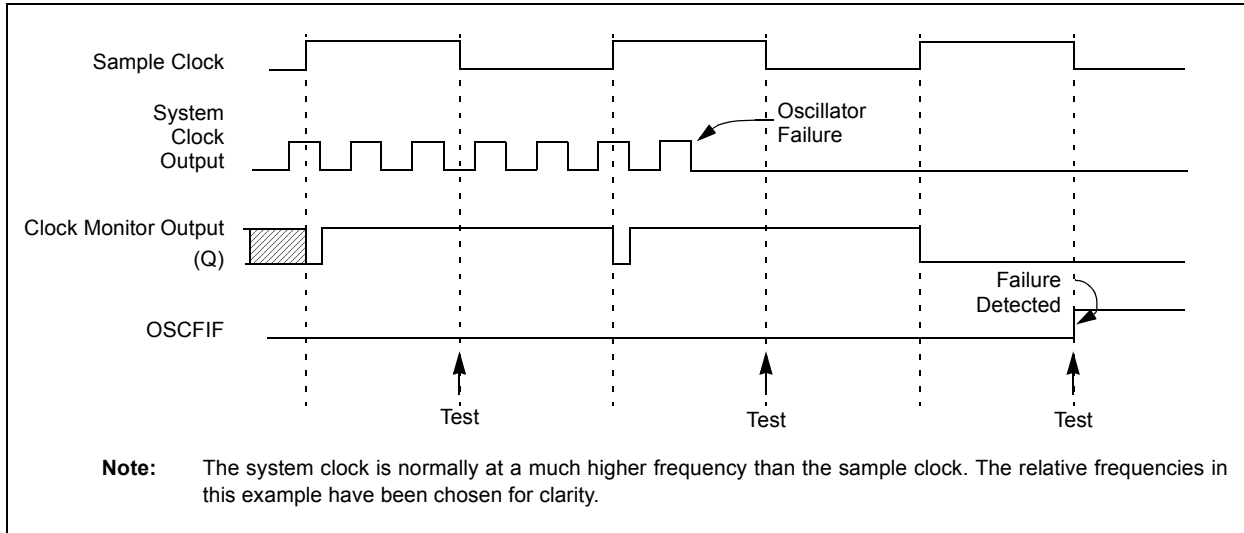 Sample Clock
System
Clock
Output
Oscillator
Failure
Clock Monitor Output
(Q)
Failure
Detected
OSCFIF
Test
Test
Test
Note: The system clock is normally at a much higher frequency than the sample clock. The relative frequencies in
this example have been chosen for clarity.